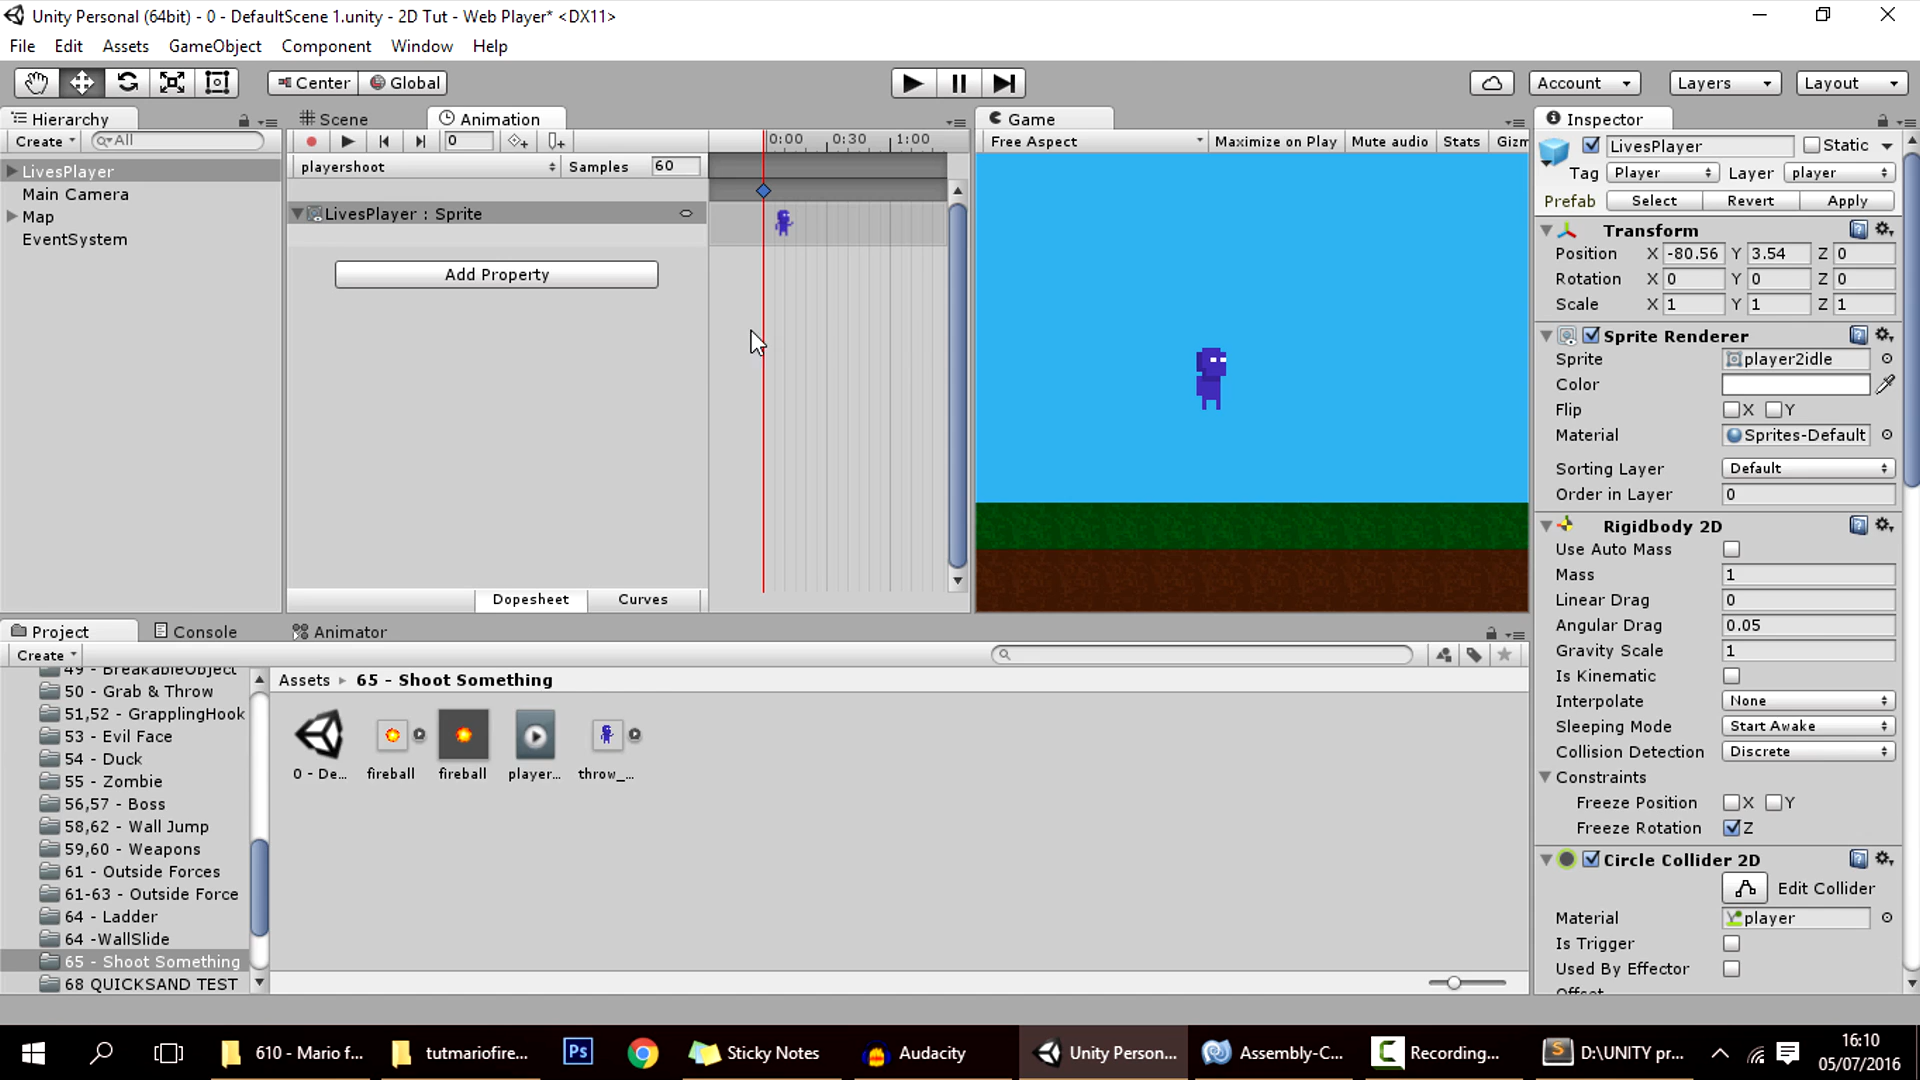 Unity Personal (64bit) - 0 - DefaultScene 1.unity - 2D Tut - Web Player* <DX11>
File Edit Assets GameObject Component Window Help
Center Global Account Layers Layout
Hierarchy
Create All
LivesPlayer
Main Camera
Map
EventSystem
Scene Animation
0 0:00 0:30 1:00
playershoot Samples 60
LivesPlayer : Sprite
Add Property
Dopesheet Curves
Game
Free Aspect Maximize on Play Mute audio Stats Gizm
Inspector
LivesPlayer Static
Tag Player Layer player
Prefab Select Revert Apply
Transform
Position X -80.56 Y 3.54 Z 0
Rotation X 0 Y 0 Z 0
Scale X 1 Y 1 Z 1
Sprite Renderer
Sprite player2idle
Color
Flip X Y
Material Sprites-Default
Sorting Layer Default
Order in Layer 0
Rigidbody 2D
Use Auto Mass
Mass 1
Linear Drag 0
Angular Drag 0.05
Gravity Scale 1
Is Kinematic
Interpolate None
Sleeping Mode Start Awake
Collision Detection Discrete
Constraints
Freeze Position X Y
Freeze Rotation Z
Circle Collider 2D
Edit Collider
Material player
Is Trigger
Used By Effector
Offset
Project Console Animator
Create
49 - BreakableObject
50 - Grab & Throw
51,52 - GrapplingHook
53 - Evil Face
54 - Duck
55 - Zombie
56,57 - Boss
58,62 - Wall Jump
59,60 - Weapons
61 - Outside Forces
61-63 - Outside Force
64 - Ladder
64 -WallSlide
65 - Shoot Something
68 QUICKSAND TEST
Assets 65 - Shoot Something
0 - De... fireball fireball player... throw_...
610 - Mario f... tutmariofire... Ps Sticky Notes Audacity Unity Person... Assembly-C... Recording... D:\UNITY pr...
16:10
05/07/2016